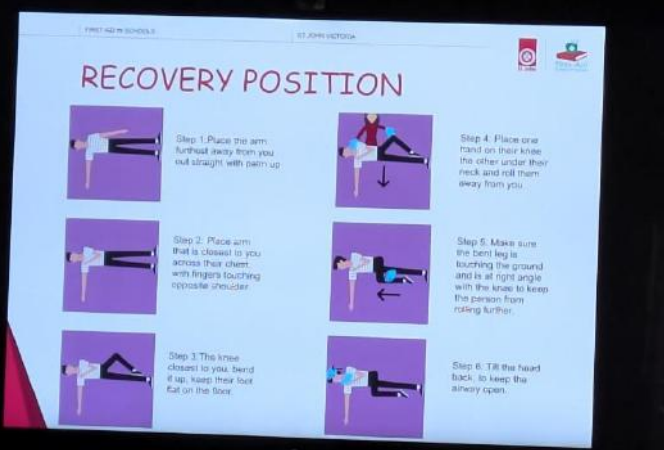 FIRST AID IN SCHOOLS
ST JOHN VICTORIA
St John
RECOVERY POSITION
Step 1: Place the arm
furthest away from you
out straight with palm up
Step 2: Place arm
that is closest to you
across their chest
with fingers touching
opposite shoulder.
Step 3: The knee
closest to you, bend
it up, keep their foot
flat on the floor.
Step 4: Place one
hand on their knee
the other under their
neck and roll them
away from you
Step 5: Make sure
the bent leg is
touching the ground
and is at right angle
with the knee to keep
the person from
rolling further.
Step 6: Tilt the head
back, to keep the
airway open.